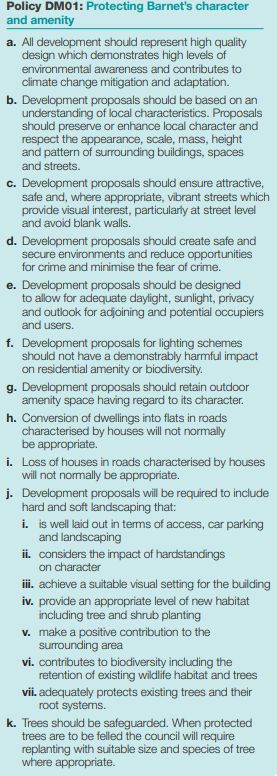 Policy DM01: Protecting Barnet's character
and amenity
a. All development should represent high quality
design which demonstrates high levels of
environmental awareness and contributes to
climate change mitigation and adaptation.
b. Development proposals should be based on an
understanding of local characteristics. Proposals
should preserve or enhance local character and
respect the appearance, scale, mass, height
and pattern of surrounding buildings, spaces
and streets.
c. Development proposals should ensure attractive,
safe and, where appropriate, vibrant streets which
provide visual interest, particularly at street level
and avoid blank walls.
d. Development proposals should create safe and
secure environments and reduce opportunities
for crime and minimise the fear of crime.
e. Development proposals should be designed
to allow for adequate daylight, sunlight, privacy
and outlook for adjoining and potential occupiers
and users.
f. Development proposals for lighting schemes
should not have a demonstrably harmful impact
on residential amenity or biodiversity.
g. Development proposals should retain outdoor
amenity space having regard to its character.
h. Conversion of dwellings into flats in roads
characterised by houses will not normally
be appropriate.
i. Loss of houses in roads characterised by houses
will not normally be appropriate.
j. Development proposals will be required to include
hard and soft landscaping that:
i. is well laid out in terms of access, car parking
and landscaping
ii. considers the impact of hardstandings
on character
iii. achieve a suitable visual setting for the building
iv. provide an appropriate level of new habitat
including tree and shrub planting
v. make a positive contribution to the
surrounding area
vi. contributes to biodiversity including the
retention of existing wildlife habitat and trees
vii. adequately protects existing trees and their
root systems.
k. Trees should be safeguarded. When protected
trees are to be felled the council will require
replanting with suitable size and species of tree
where appropriate.